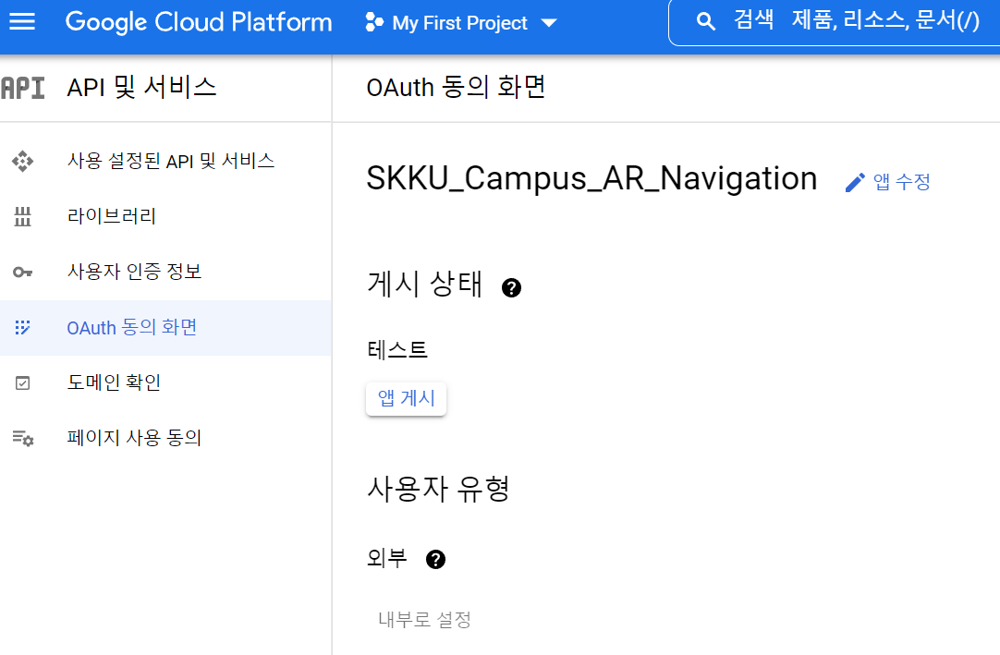 Google Cloud Platform
My First Project
검색 제품, 리소스, 문서(/)
API API 및 서비스
사용 설정된 API 및 서비스
라이브러리
사용자 인증 정보
OAuth 동의 화면
도메인 확인
페이지 사용 동의
OAuth 동의 화면
SKKU_Campus_AR_Navigation
앱 수정
게시 상태
테스트
앱 게시
사용자 유형
외부
내부로 설정